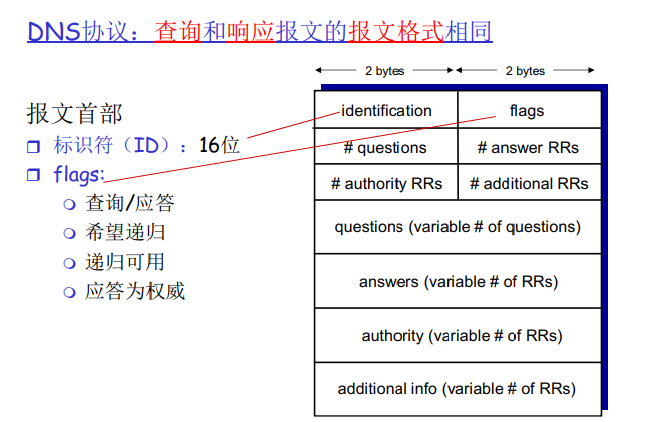 DNS协议：查询和响应报文的报文格式相同
2 bytes 2 bytes
报文首部
标识符（ID）：16位
flags:
查询/应答
希望递归
递归可用
应答为权威
identification flags
# questions # answer RRs
# authority RRs # additional RRs
questions (variable # of questions)
answers (variable # of RRs)
authority (variable # of RRs)
additional info (variable # of RRs)